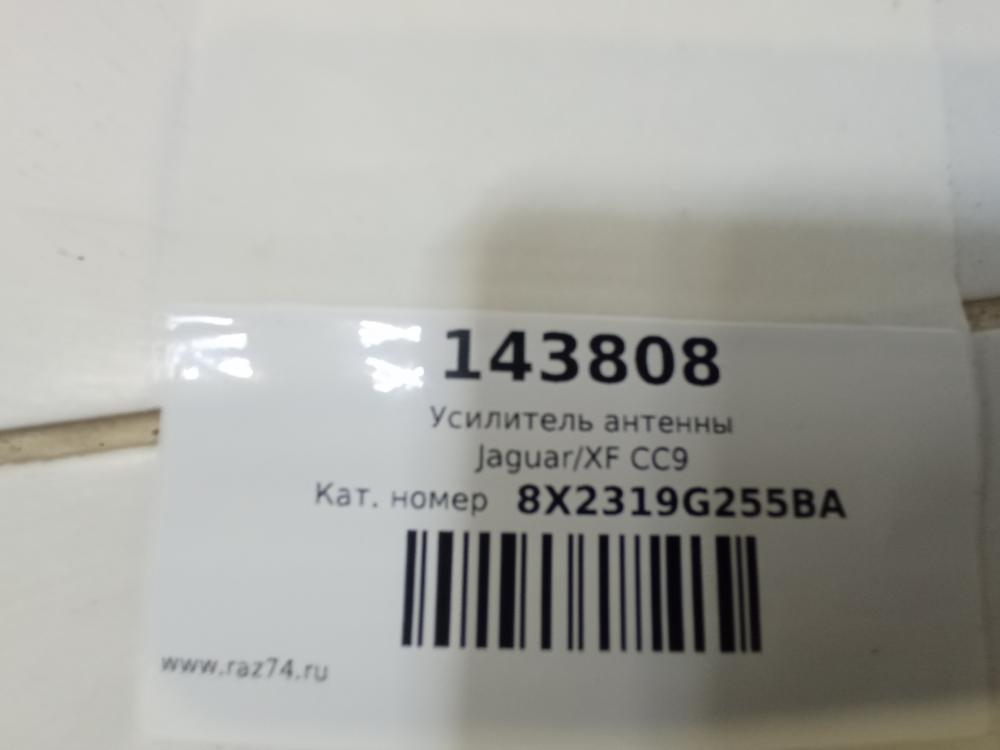 143808
Усилитель антенны
Jaguar/XF CC9
Кат. номер 8X2319G255BA
www.raz74.ru